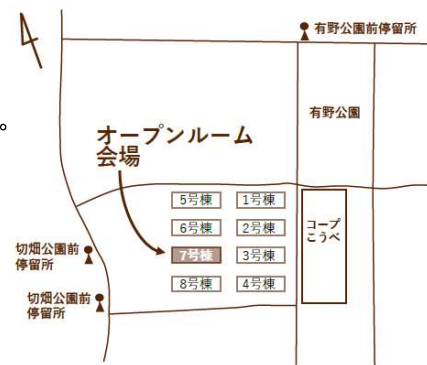 有野公園前停留所
有野公園
。
オープンルーム
会場
5号棟
1号棟
6号棟
2号棟
7号棟
3号棟
8号棟
4号棟
コープ
こうべ
切畑公園前
停留所
切畑公園前
停留所